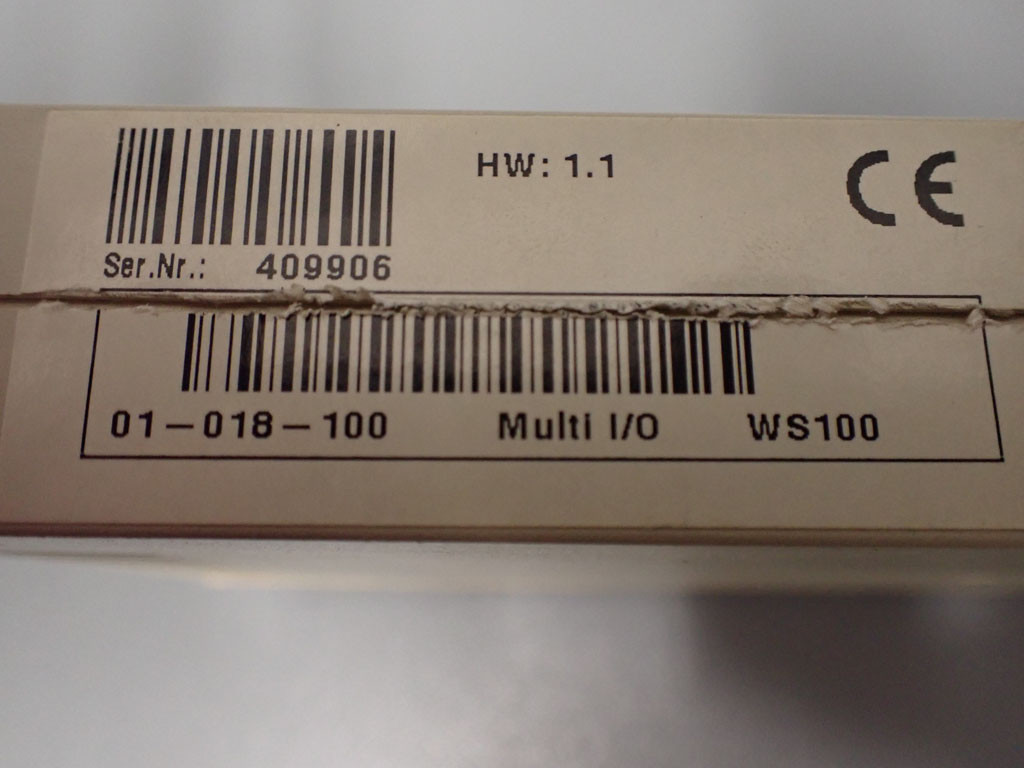 HW: 1.1
CE
Ser.Nr.: 409906
01-018-100 Multi I/O WS100